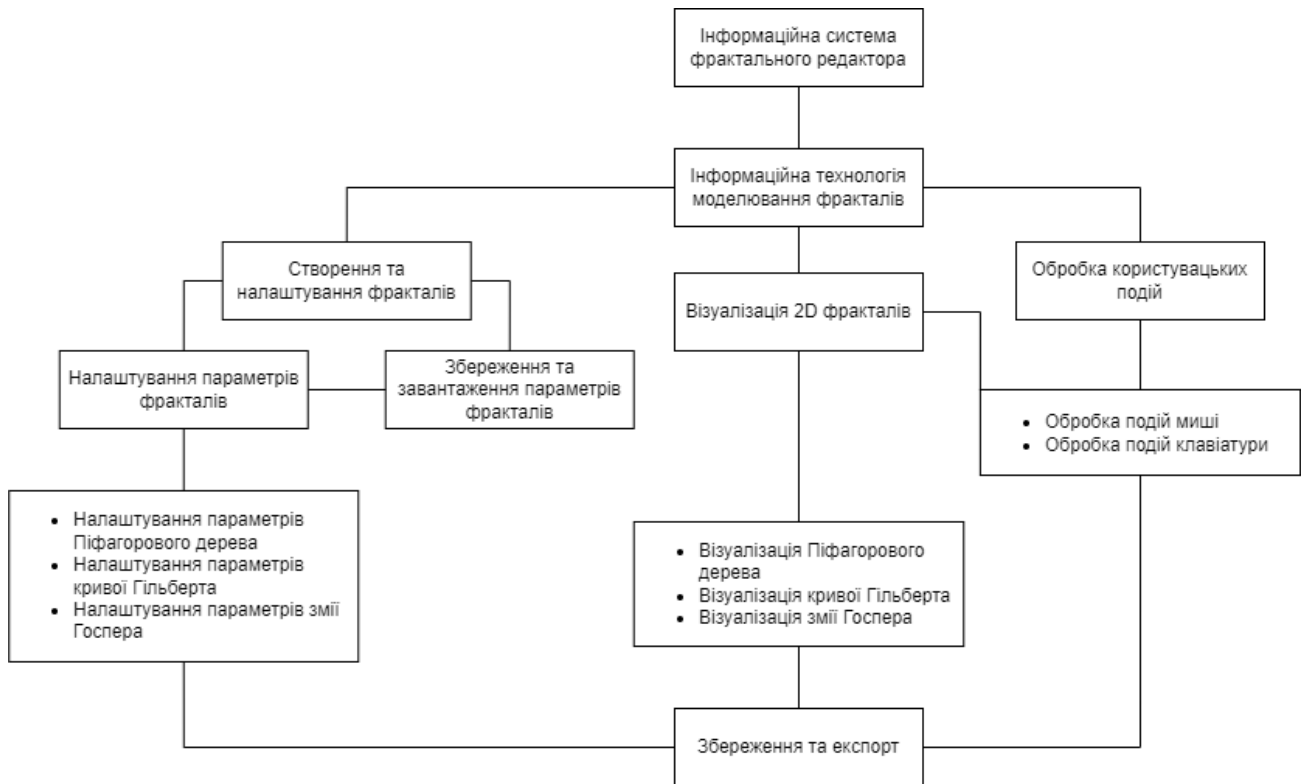 Інформаційна система
фрактального редактора
Інформаційна технологія
моделювання фракталів
Створення та
налаштування фракталів
Візуалізація 2D фракталів
Обробка користувацьких
подій
Налаштування параметрів
фракталів
Збереження та
завантаження параметрів
фракталів
• Обробка подій миші
• Обробка подій клавіатури
• Налаштування параметрів
Піфагорового дерева
• Налаштування параметрів
кривої Гільберта
• Налаштування параметрів змії
Госпера
• Візуалізація Піфагорового
дерева
• Візуалізація кривої Гільберта
• Візуалізація змії Госпера
Збереження та експорт